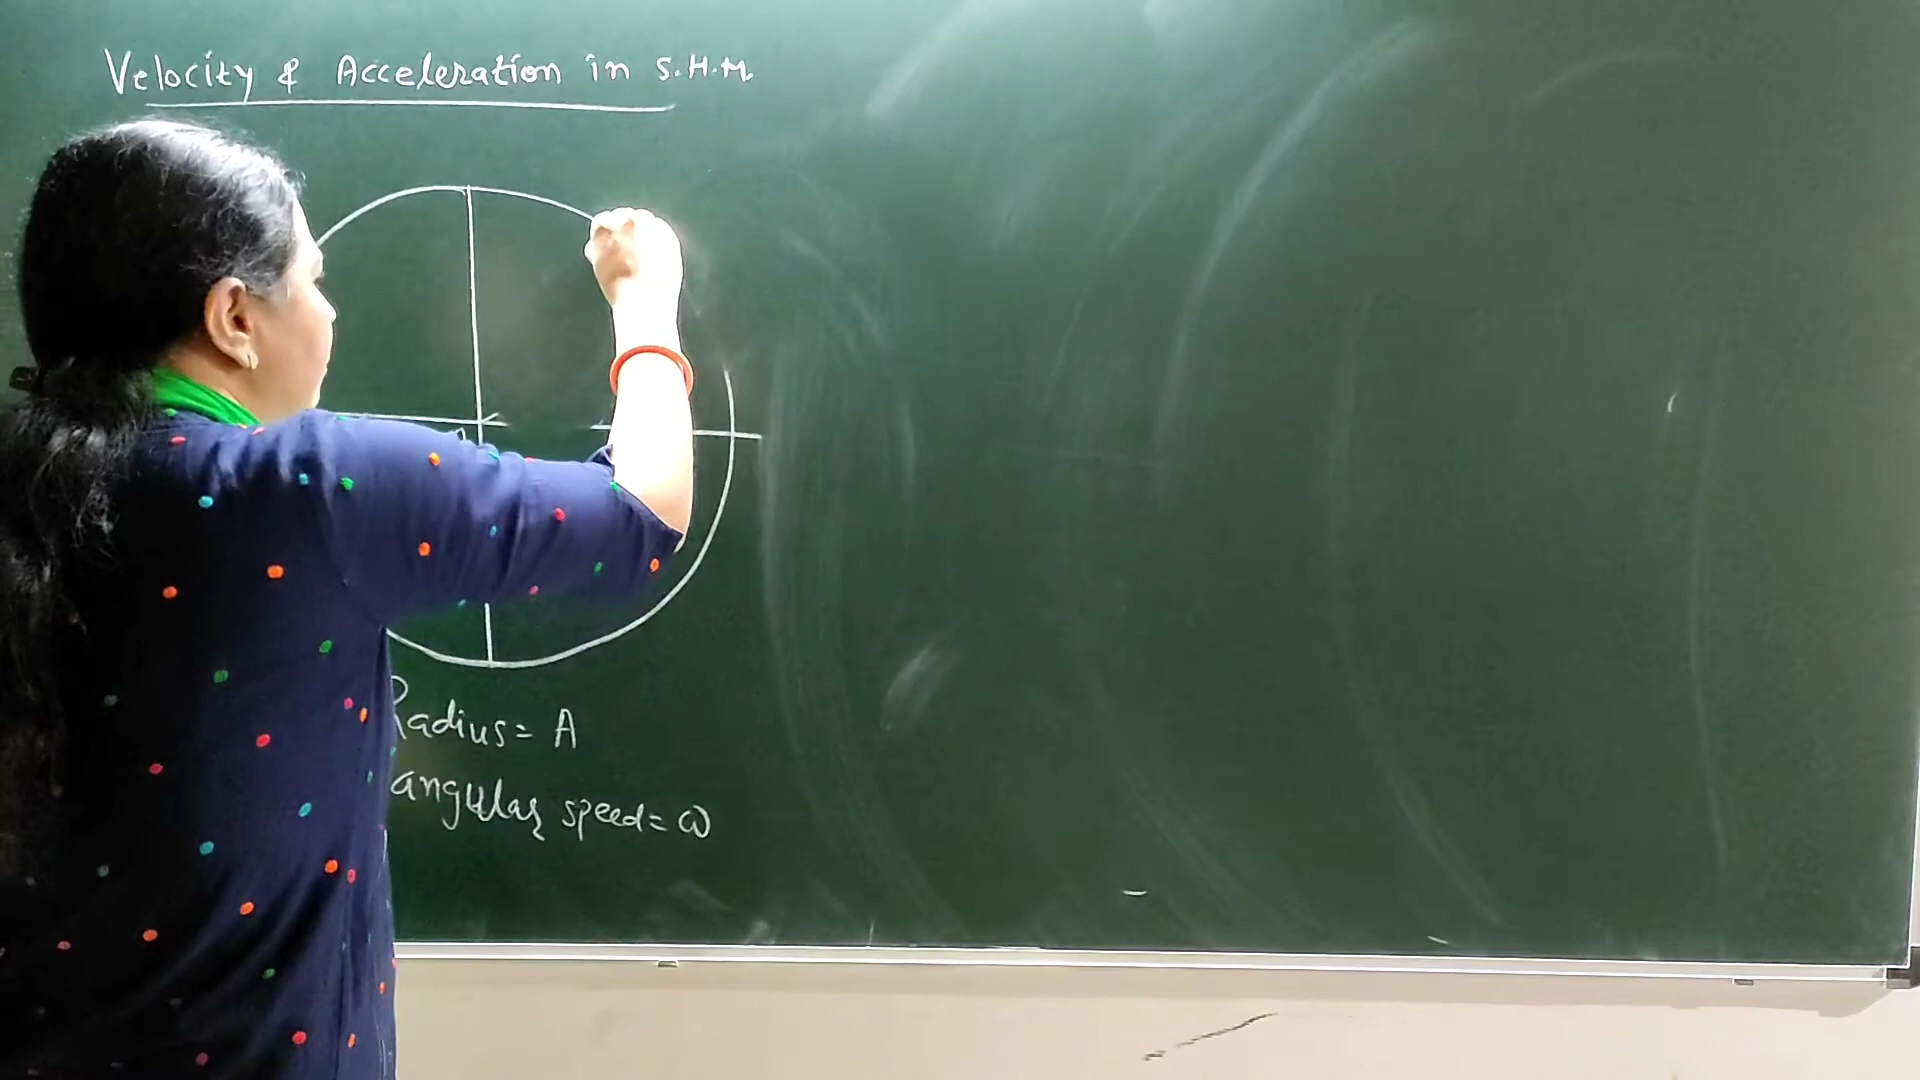 Velocity & Acceleration in S.H.M.
Radius = A
angular speed = ω